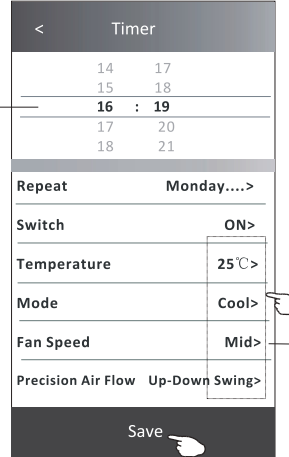 < Timer
14 17
15 18
16 : 19
17 20
18 21
Repeat Monday....>
Switch ON>
Temperature 25℃>
Mode Cool>
Fan Speed Mid>
Precision Air Flow Up-Down Swing>
Save